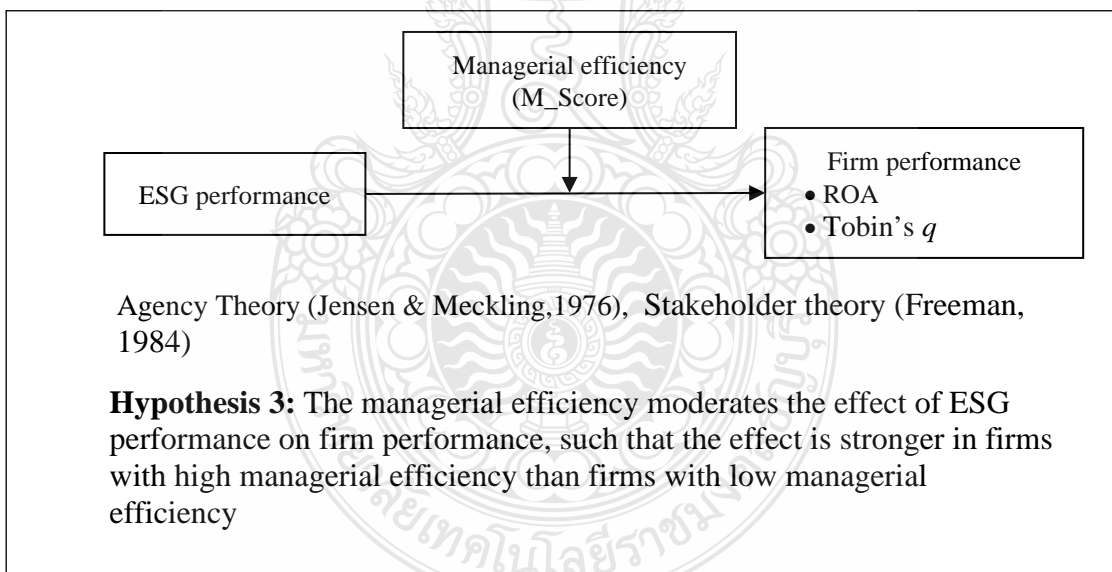 Managerial efficiency
(M_Score)
ESG performance
Firm performance
• ROA
• Tobin's q
Agency Theory (Jensen & Meckling,1976), Stakeholder theory (Freeman,
1984)
Hypothesis 3: The managerial efficiency moderates the effect of ESG
performance on firm performance, such that the effect is stronger in firms
with high managerial efficiency than firms with low managerial
efficiency